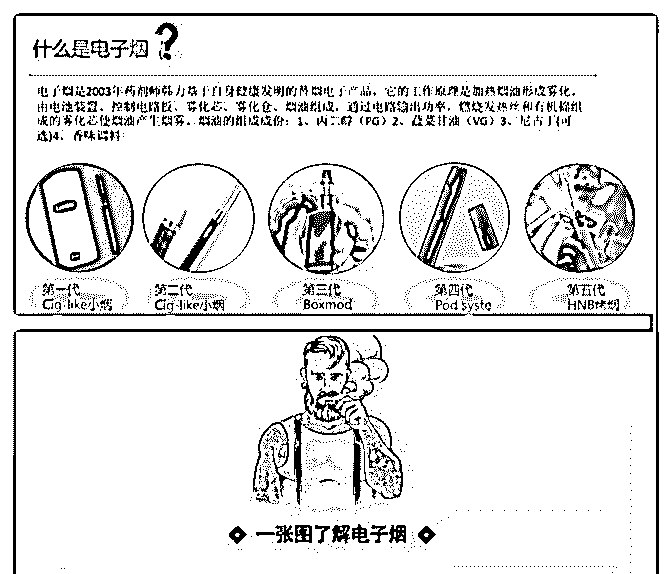 什么是电子烟？
电子烟是2003年药剂师韩力基于自身健康发明的替烟电子产品，它的工作原理是加热烟油形成雾化，
由电池装置、控制电路板、雾化芯、雾化仓、烟油组成，通过电路输出功率，燃烧发热丝和有机棉组
成的雾化芯使烟油产生烟雾。烟油的组成成份：1、丙二醇（PG）2、蔬菜甘油（VG）3、尼古丁(可
选)4、香味调料
第一代 第二代 第三代 第四代 第五代
Cig-like小烟 Cig-like小烟 Boxmod Pod syste HNB烤烟
一张图了解电子烟